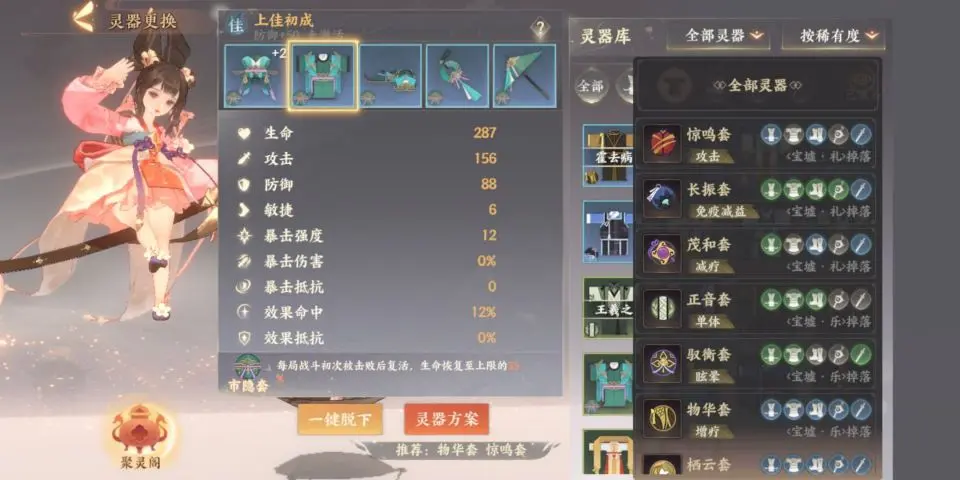 灵器更换
佳
上佳初成
?
+2
生命 287
攻击 156
防御 88
敏捷 6
暴击强度 12
暴击伤害 0%
暴击抵抗 0
效果命中 12%
效果抵抗 0%
市隐套
每局战斗初次被击败后复活，生命恢复至上限的
一键脱下
灵器方案
推荐：物华套 惊鸣套
聚灵阁
灵器库
全部灵器
按稀有度
全部
霍去病
王羲之
全部灵器
惊鸣套
攻击
〈宝墟·礼〉掉落
长振套
免疫减益
〈宝墟·礼〉掉落
茂和套
减疗
〈宝墟·礼〉掉落
正音套
单体
〈宝墟·乐〉掉落
驭衡套
眩晕
〈宝墟·乐〉掉落
物华套
增疗
〈宝墟·乐〉掉落
栖云套